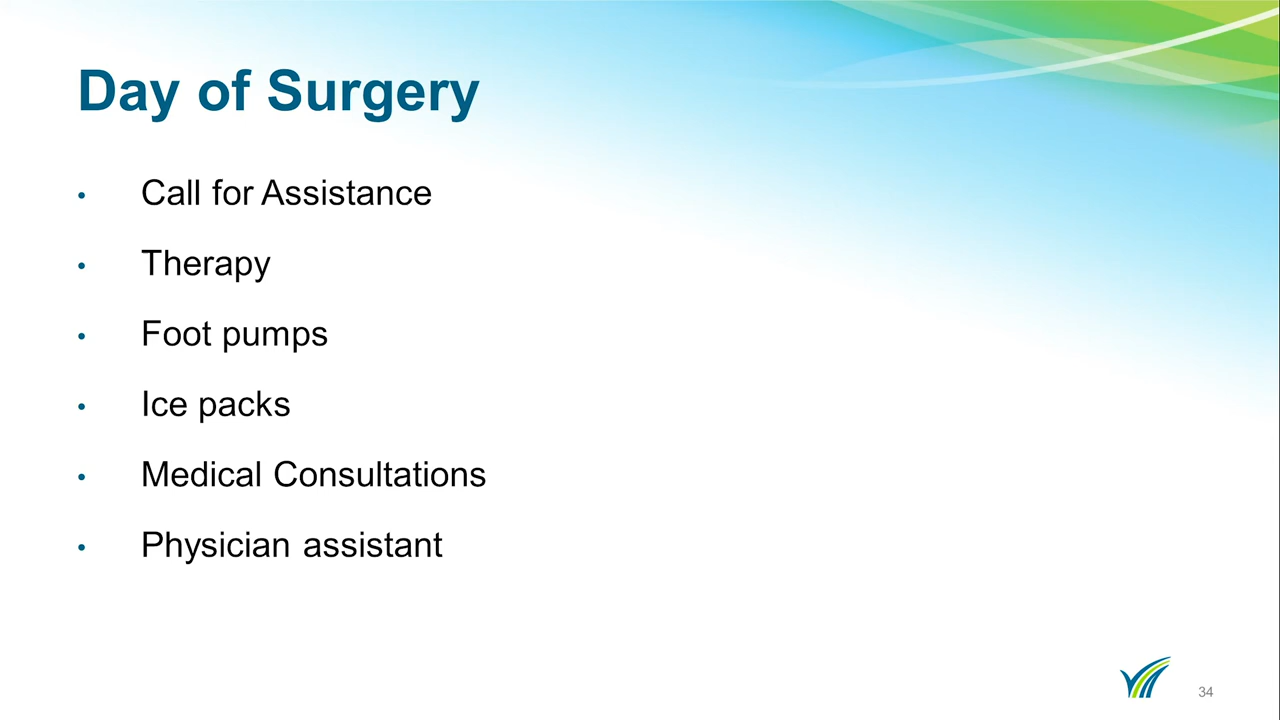 Day of Surgery
• Call for Assistance
• Therapy
• Foot pumps
• Ice packs
• Medical Consultations
• Physician assistant
34